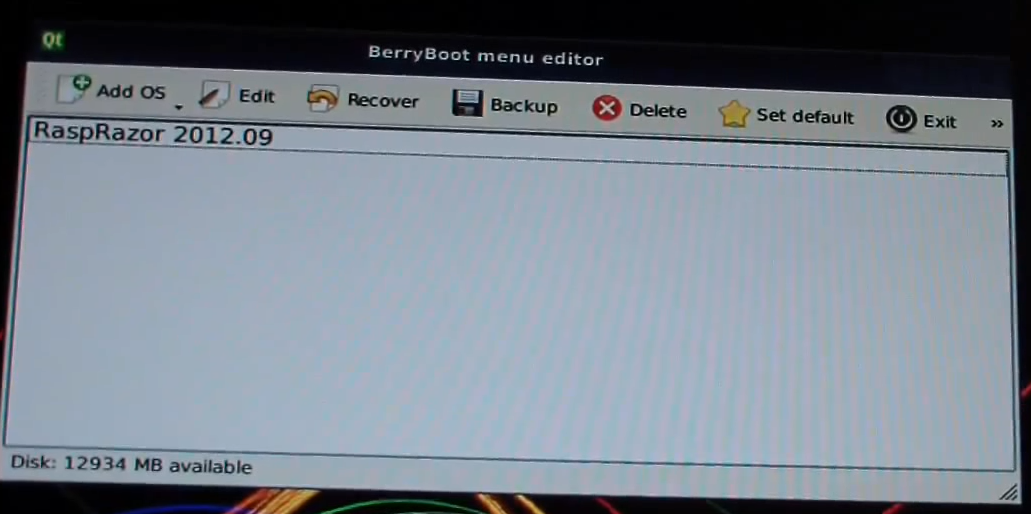 Qt
BerryBoot menu editor
Add OS Edit Recover Backup Delete Set default Exit »
RaspRazor 2012.09
Disk: 12934 MB available